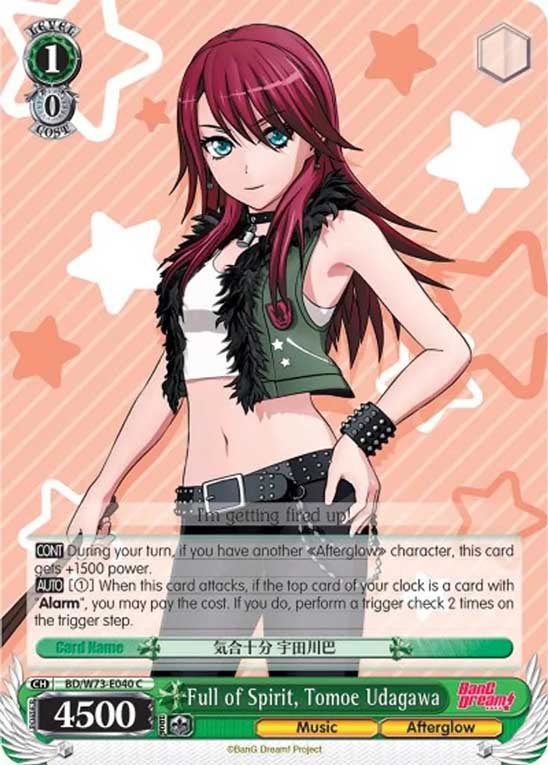 LEVEL
1
0
COST
I'm getting fired up!
CONT During your turn, if you have another «Afterglow» character, this card
gets +1500 power.
AUTO [①] When this card attacks, if the top card of your clock is a card with
"Alarm", you may pay the cost. If you do, perform a trigger check 2 times on
the trigger step.
Card Name 気合十分 宇田川巴
CH BD/W73-E040 C Full of Spirit, Tomoe Udagawa BanG Dream!
POWER 4500 SOUL Music Afterglow
©BanG Dream! Project